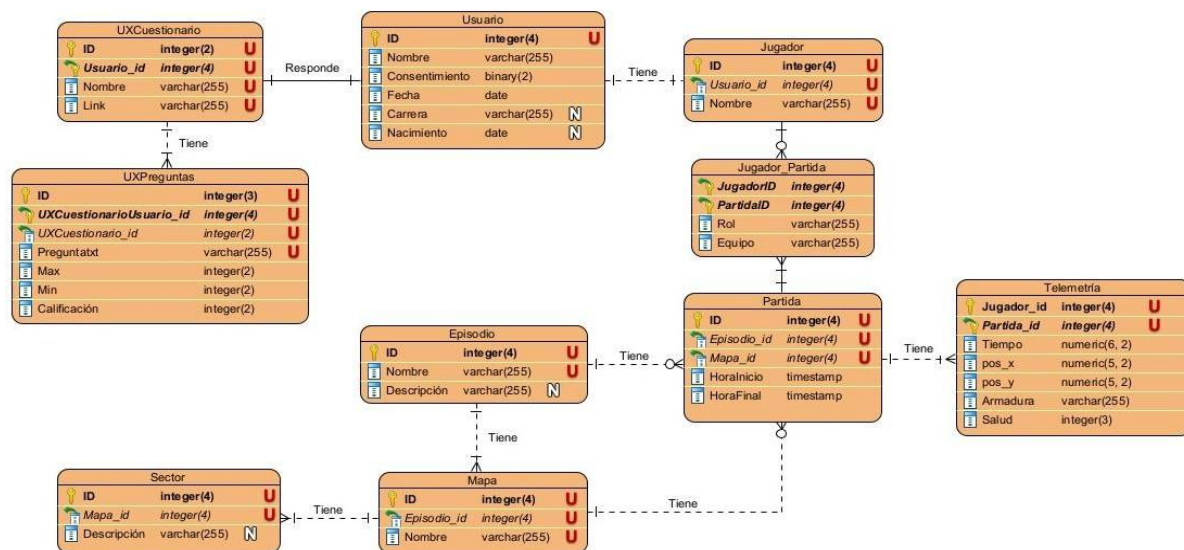 UXCuestionario
ID integer(2) U
Usuario_id integer(4) U
Nombre varchar(255) U
Link varchar(255) U
Responde
Usuario
ID integer(4) U
Nombre varchar(255)
Consentimiento binary(2)
Fecha date
Carrera varchar(255) N
Nacimiento date N
Tiene
Jugador
ID integer(4) U
Usuario_id integer(4) U
Nombre varchar(255) U
Tiene
UXPreguntas
ID integer(3) U
UXCuestionarioUsuario_id integer(4) U
UXCuestionario_id integer(2) U
Preguntatxt varchar(255) U
Max integer(2)
Min integer(2)
Calificación integer(2)
Jugador_Partida
JugadorID integer(4)
PartidaID integer(4)
Rol varchar(255)
Equipo varchar(255)
Partida
ID integer(4) U
Episodio_id integer(4) U
Mapa_id integer(4) U
HoraInicio timestamp
HoraFinal timestamp
Tiene
Telemetría
Jugador_id integer(4) U
Partida_id integer(4) U
Tiempo numeric(6, 2)
pos_x numeric(5, 2)
pos_y numeric(5, 2)
Armadura varchar(255)
Salud integer(3)
Episodio
ID integer(4) U
Nombre varchar(255) U
Descripción varchar(255) N
Tiene
Tiene
Sector
ID integer(4) U
Mapa_id integer(4) U
Descripción varchar(255) N
Tiene
Mapa
ID integer(4) U
Episodio_id integer(4) U
Nombre varchar(255) U
Tiene